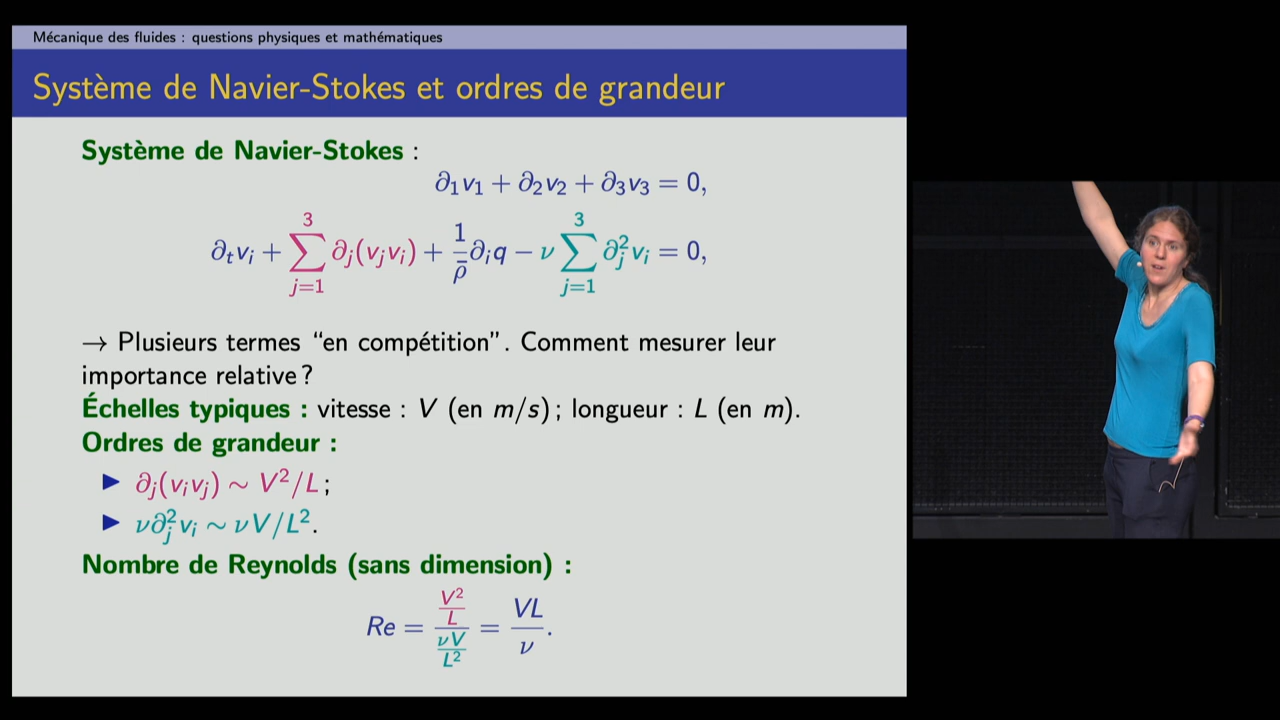 Mécanique des fluides : questions physiques et mathématiques
Système de Navier-Stokes et ordres de grandeur
Système de Navier-Stokes :
∂₁v₁ + ∂₂v₂ + ∂₃v₃ = 0,
∂ₜvᵢ + ∑_{j=1}^{3} ∂ⱼ(vⱼvᵢ) + (1/ρ̄)∂ᵢq − ν ∑_{j=1}^{3} ∂ⱼ²vᵢ = 0,
→ Plusieurs termes “en compétition”. Comment mesurer leur
importance relative ?
Échelles typiques : vitesse : V (en m/s) ; longueur : L (en m).
Ordres de grandeur :
▶ ∂ⱼ(vᵢvⱼ) ∼ V²/L ;
▶ ν∂ⱼ²vᵢ ∼ νV/L².
Nombre de Reynolds (sans dimension) :
Re = (V²/L)/(νV/L²) = VL/ν.